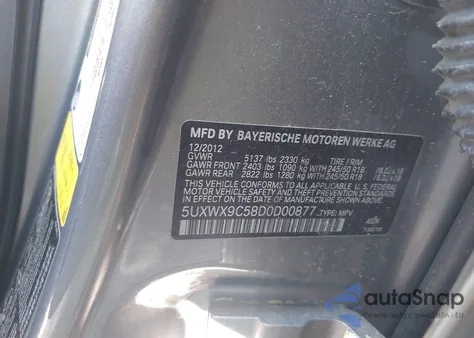 MFD BY BAYERISCHE MOTOREN WERKE AG
12/2012
GVWR 5137 lbs 2330 kg TIRE / RIM
GAWR FRONT 2403 lbs 1090 kg WITH 245/50 R18
GAWR REAR 2822 lbs 1280 kg WITH 245/50 R18
THIS VEHICLE CONFORMS TO ALL APPLICABLE
U.S. FEDERAL MOTOR VEHICLE SAFETY STANDARDS
IN EFFECT ON THE DATE OF MANUFACTURE SHOWN ABOVE.
5UXWX9C58D0D00877 TYPE: MPV
autoSnap